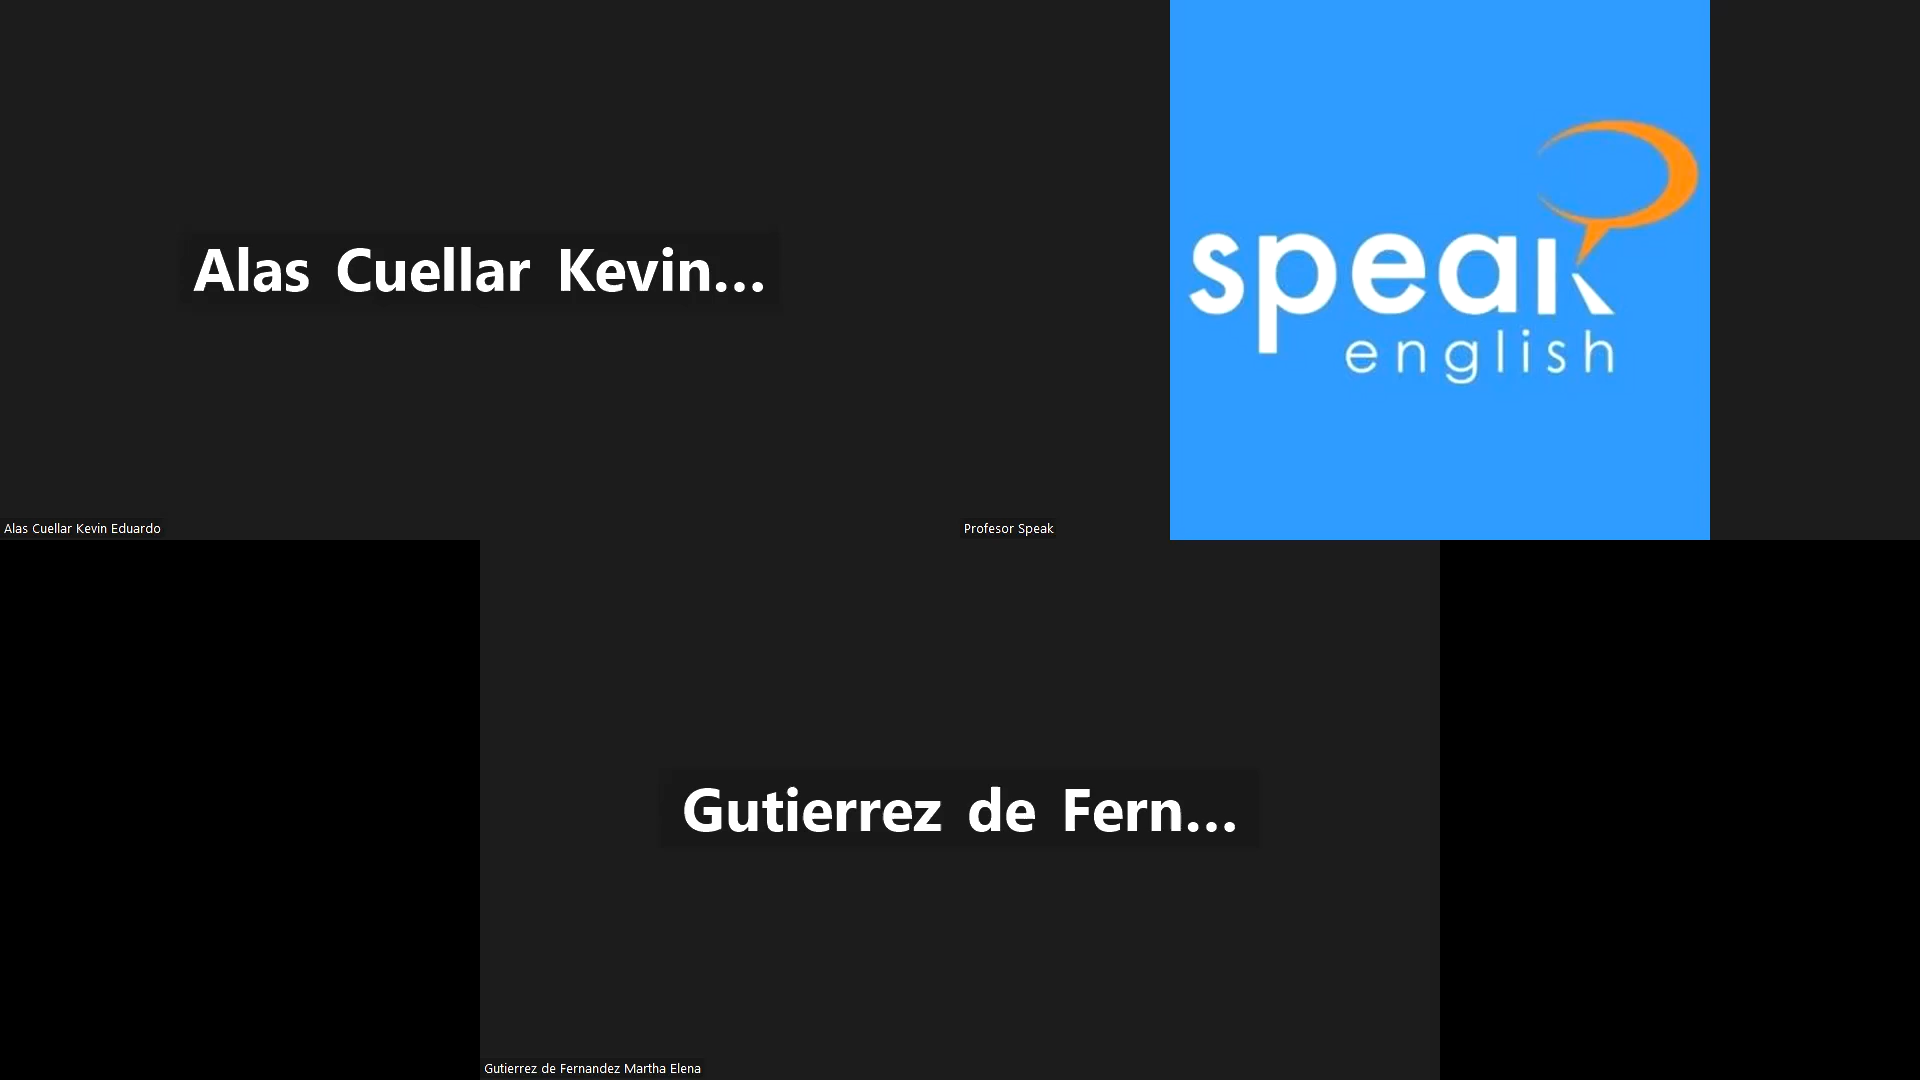 Alas Cuellar Kevin...
Alas Cuellar Kevin Eduardo
speak
english
Profesor Speak
Gutierrez de Fern...
Gutierrez de Fernandez Martha Elena